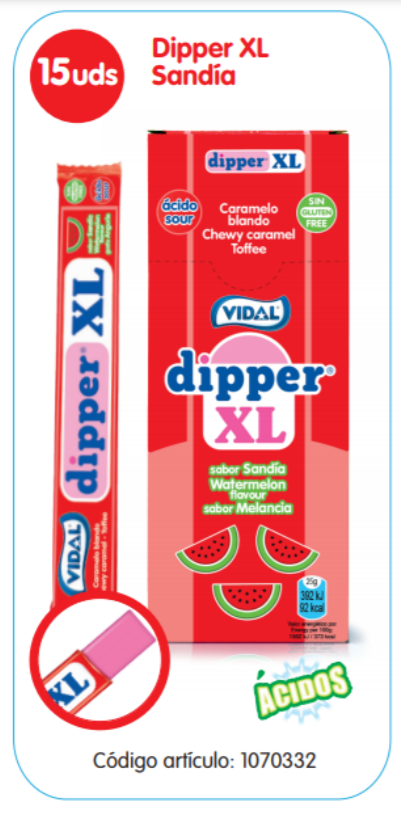 15uds
Dipper XL
Sandía
dipper XL
ácido
sour
Caramelo
blando
Chewy caramel
Toffee
SIN
GLUTEN
FREE
VIDAL
dipper®
XL
sabor Sandía
Watermelon
flavour
sabor Melancia
25g
392 kJ
92 kcal
dipper® XL
VIDAL
Caramelo blando
XL
ÁCIDOS
Código artículo: 1070332